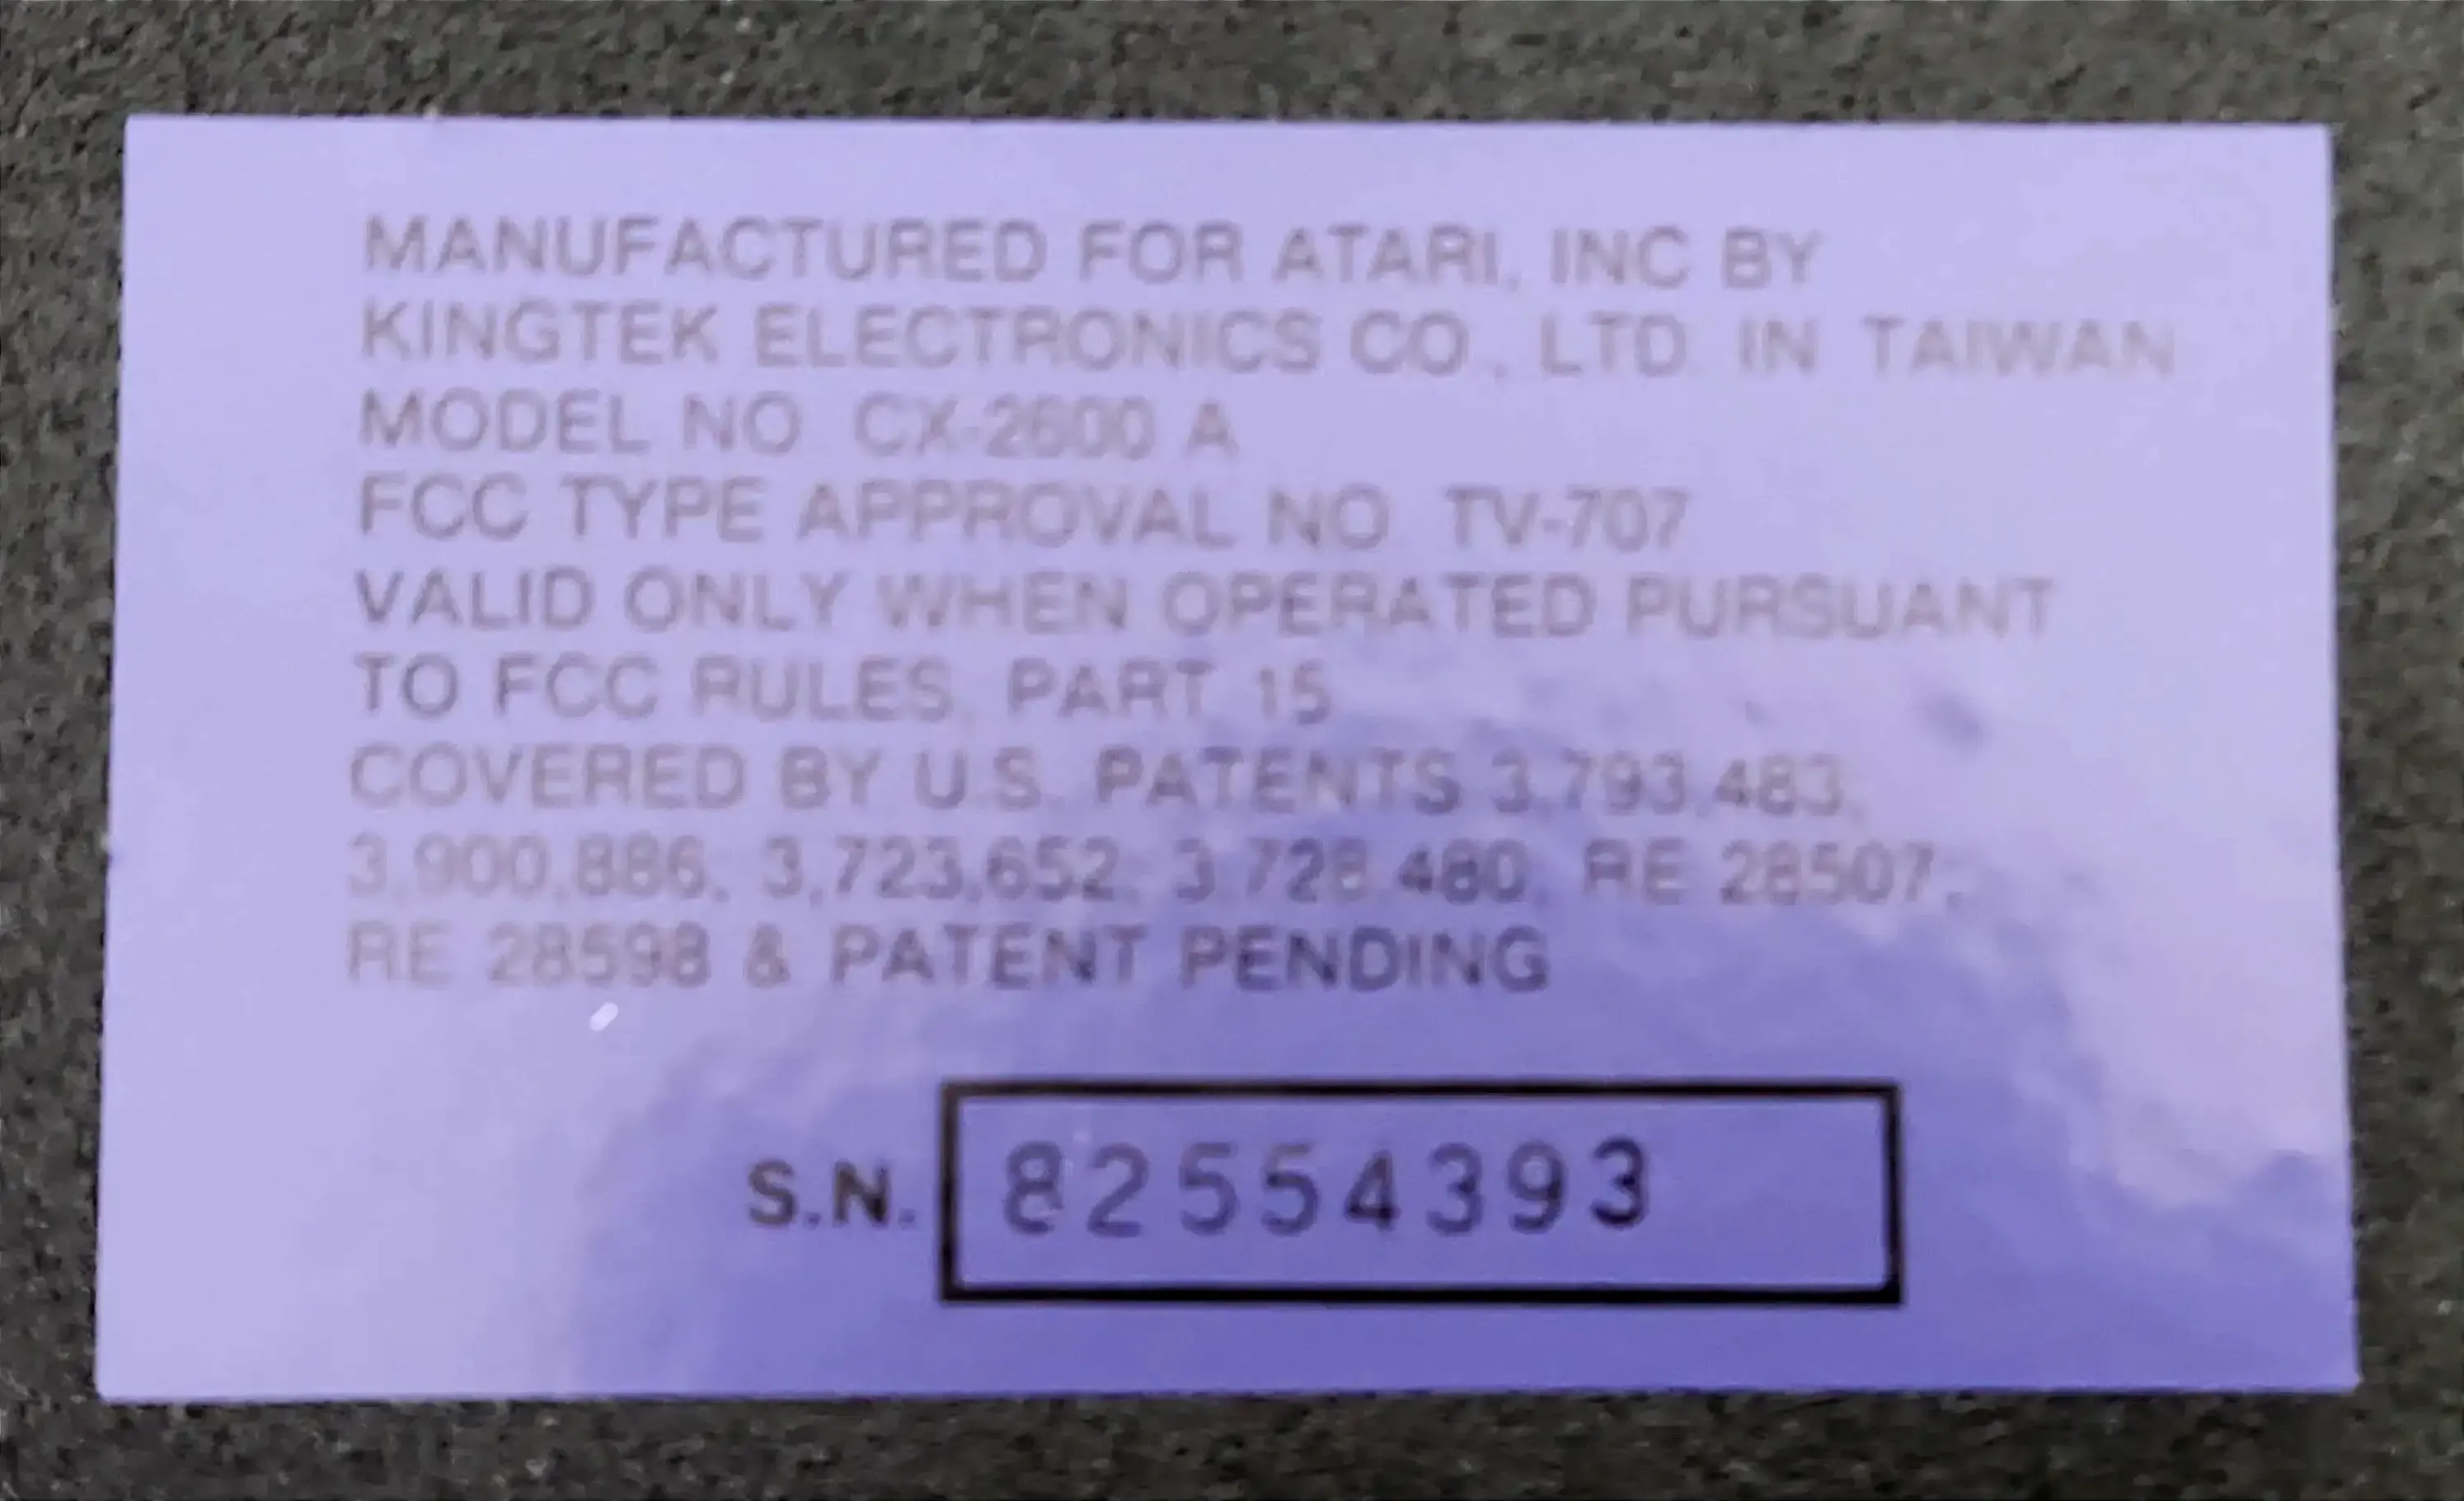 MANUFACTURED FOR ATARI, INC BY
KINGTEK ELECTRONICS CO., LTD. IN TAIWAN
MODEL NO. CX-2600 A
FCC TYPE APPROVAL NO. TV-707
VALID ONLY WHEN OPERATED PURSUANT
TO FCC RULES, PART 15
COVERED BY U.S. PATENTS 3,793,483,
3,900,886, 3,723,652, 3,728,480, RE 28507,
RE 28598 & PATENT PENDING
S.N. 82554393